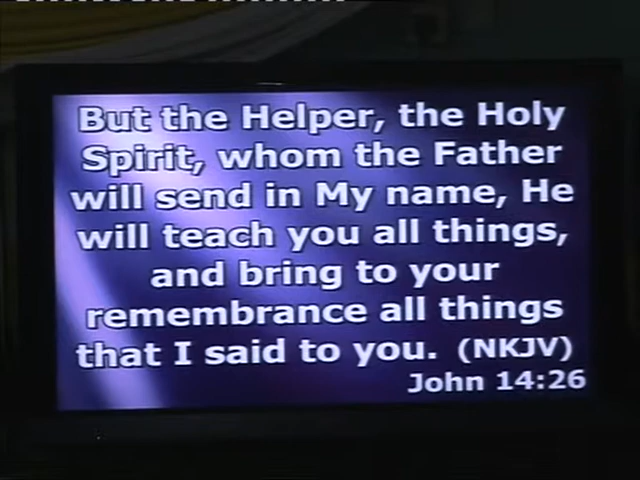 But the Helper, the Holy
Spirit, whom the Father
will send in My name, He
will teach you all things,
and bring to your
remembrance all things
that I said to you. (NKJV)
John 14:26